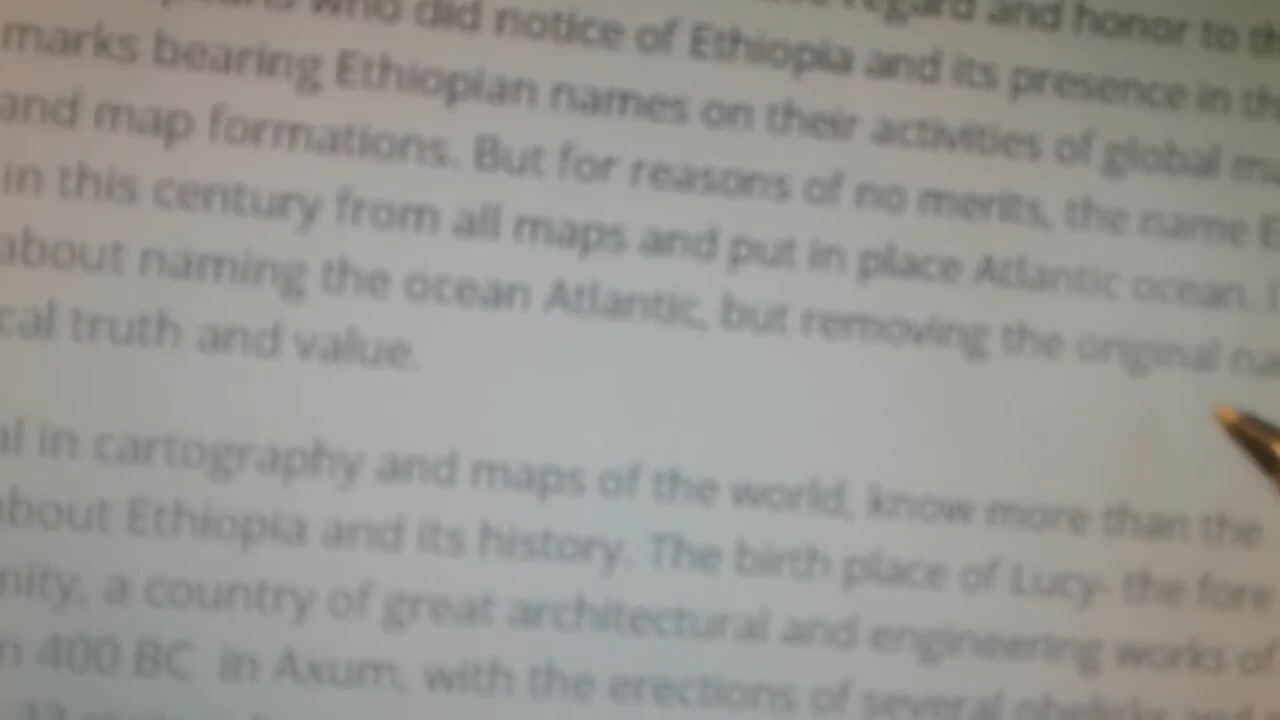 who did notice of Ethiopia and its presence in
marks bearing Ethiopian names on their activities of global
and map formations. But for reasons of no merits, the name
in this century from all maps and put in place Atlantic ocean.
about naming the ocean Atlantic, but removing the original
cal truth and value.
al in cartography and maps of the world, know more than the
about Ethiopia and its history. The birth place of Lucy- the fore
nity, a country of great architectural and engineering works of
n 400 BC in Axum, with the erections of several obelisks and